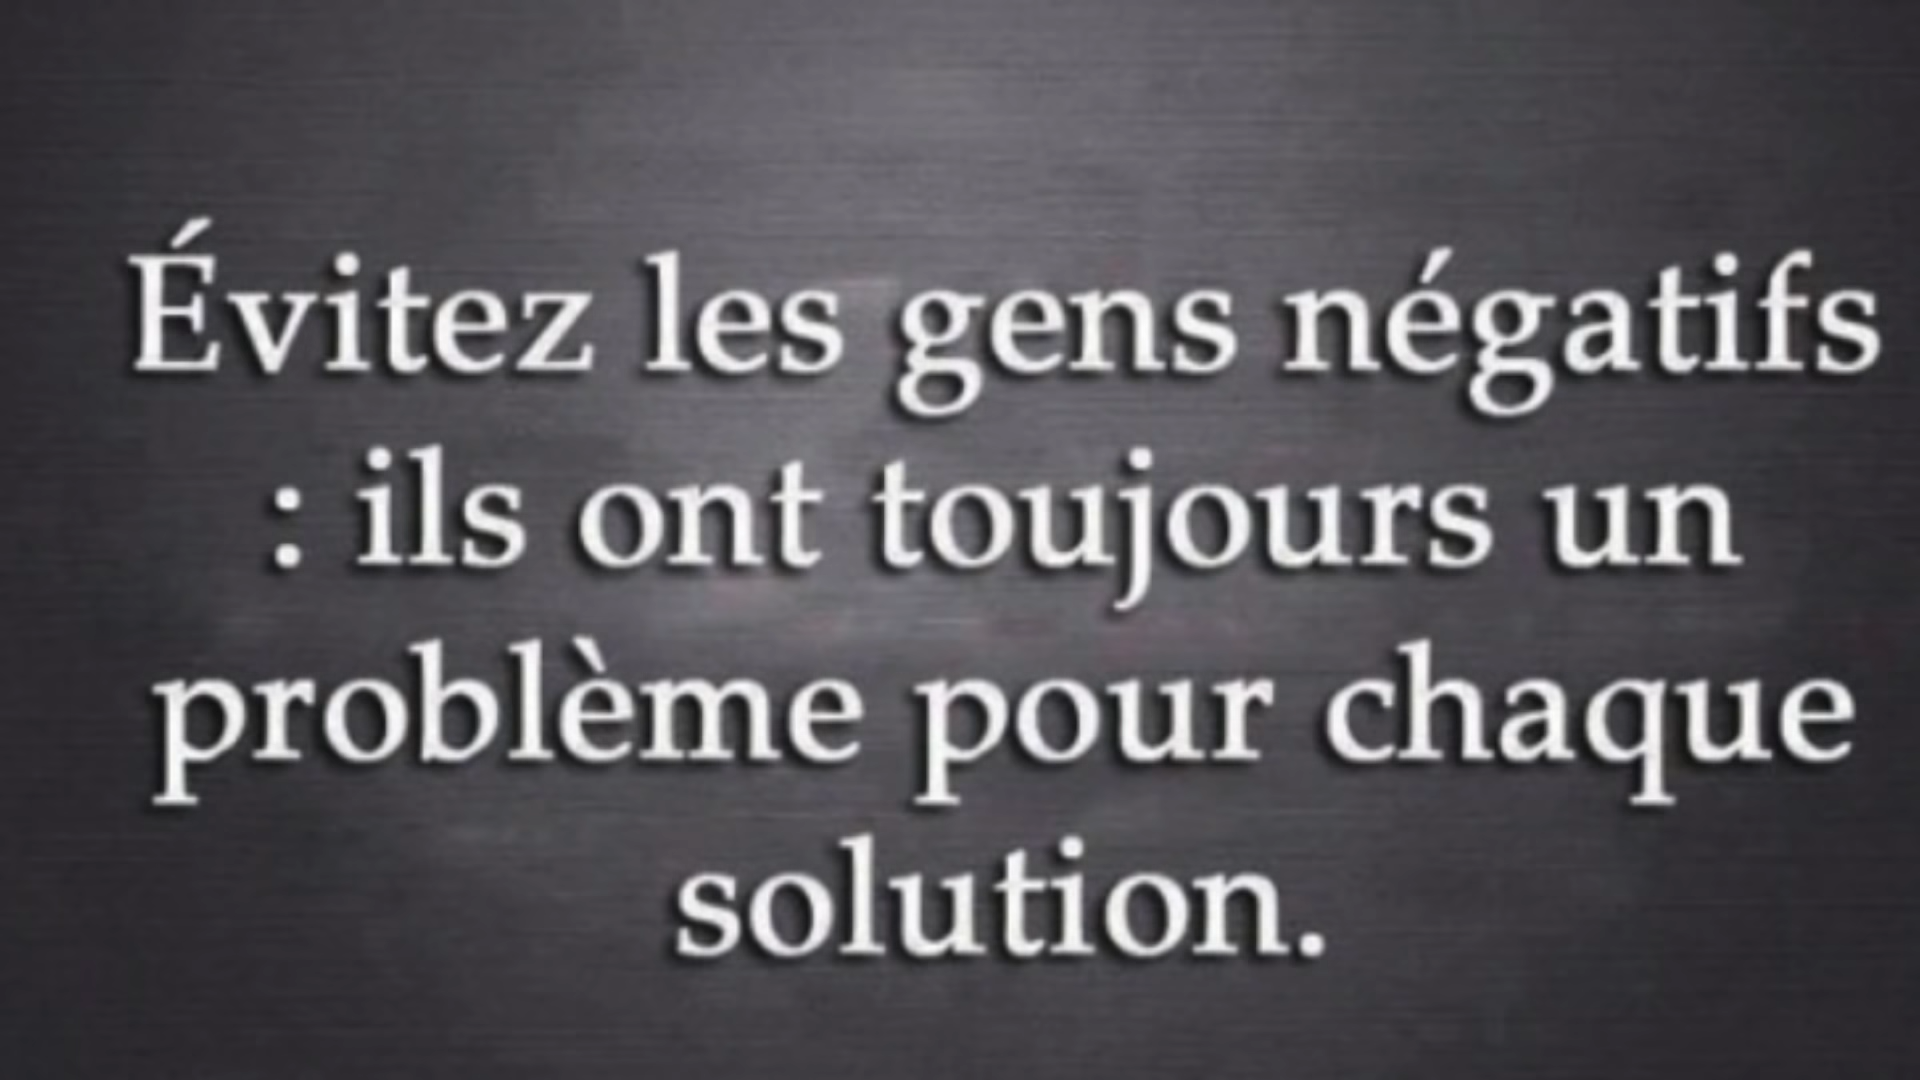 Évitez les gens négatifs
: ils ont toujours un
problème pour chaque
solution.